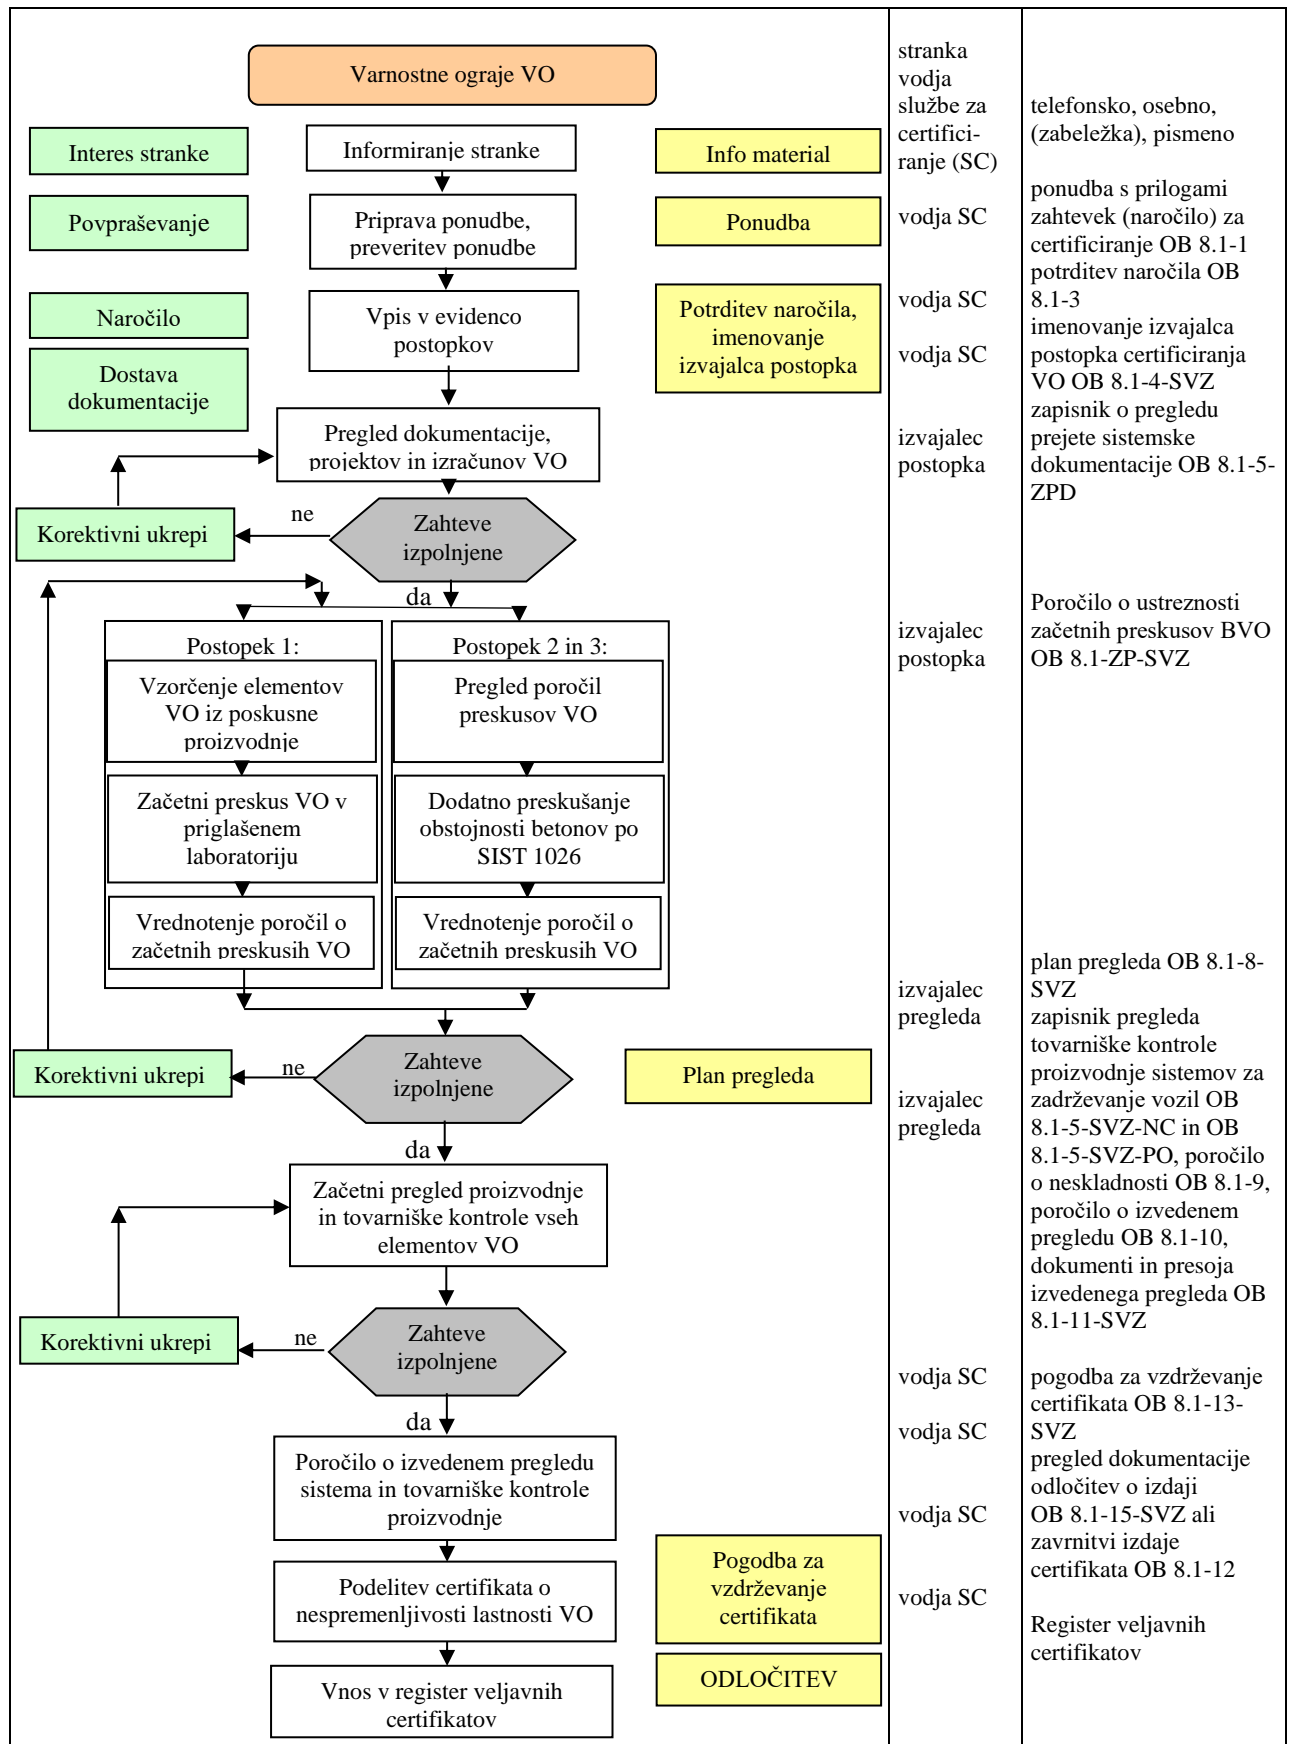 Varnostne ograje VO
Interes stranke
Informiranje stranke
Info material
Povpraševanje
Priprava ponudbe,
preveritev ponudbe
Ponudba
Naročilo
Vpis v evidenco
postopkov
Potrditev naročila,
imenovanje
izvajalca postopka
Dostava
dokumentacije
Pregled dokumentacije,
projektov in izračunov VO
Korektivni ukrepi
ne
Zahteve
izpolnjene
da
Postopek 1:
Vzorčenje elementov
VO iz poskusne
proizvodnje
Začetni preskus VO v
priglašenem
laboratoriju
Vrednotenje poročil o
začetnih preskusih VO
Postopek 2 in 3:
Pregled poročil
preskusov VO
Dodatno preskušanje
obstojnosti betonov po
SIST 1026
Vrednotenje poročil o
začetnih preskusih VO
Korektivni ukrepi
ne
Zahteve
izpolnjene
Plan pregleda
da
Začetni pregled proizvodnje
in tovarniške kontrole vseh
elementov VO
Korektivni ukrepi
ne
Zahteve
izpolnjene
da
Poročilo o izvedenem pregledu
sistema in tovarniške kontrole
proizvodnje
Podelitev certifikata o
nespremenljivosti lastnosti VO
Pogodba za
vzdrževanje
certifikata
Vnos v register veljavnih
certifikatov
ODLOČITEV
stranka
vodja
službe za
certifici-
ranje (SC)
vodja SC
vodja SC
vodja SC
izvajalec
postopka
izvajalec
postopka
izvajalec
pregleda
izvajalec
pregleda
vodja SC
vodja SC
vodja SC
vodja SC
telefonsko, osebno,
(zabeležka), pismeno
ponudba s prilogami
zahtevek (naročilo) za
certificiranje OB 8.1-1
potrditev naročila OB
8.1-3
imenovanje izvajalca
postopka certificiranja
VO OB 8.1-4-SVZ
zapisnik o pregledu
prejete sistemske
dokumentacije OB 8.1-5-
ZPD
Poročilo o ustreznosti
začetnih preskusov BVO
OB 8.1-ZP-SVZ
plan pregleda OB 8.1-8-
SVZ
zapisnik pregleda
tovarniške kontrole
proizvodnje sistemov za
zadrževanje vozil OB
8.1-5-SVZ-NC in OB
8.1-5-SVZ-PO, poročilo
o neskladnosti OB 8.1-9,
poročilo o izvedenem
pregledu OB 8.1-10,
dokumenti in presoja
izvedenega pregleda OB
8.1-11-SVZ
pogodba za vzdrževanje
certifikata OB 8.1-13-
SVZ
pregled dokumentacije
odločitev o izdaji
OB 8.1-15-SVZ ali
zavrnitvi izdaje
certifikata OB 8.1-12
Register veljavnih
certifikatov